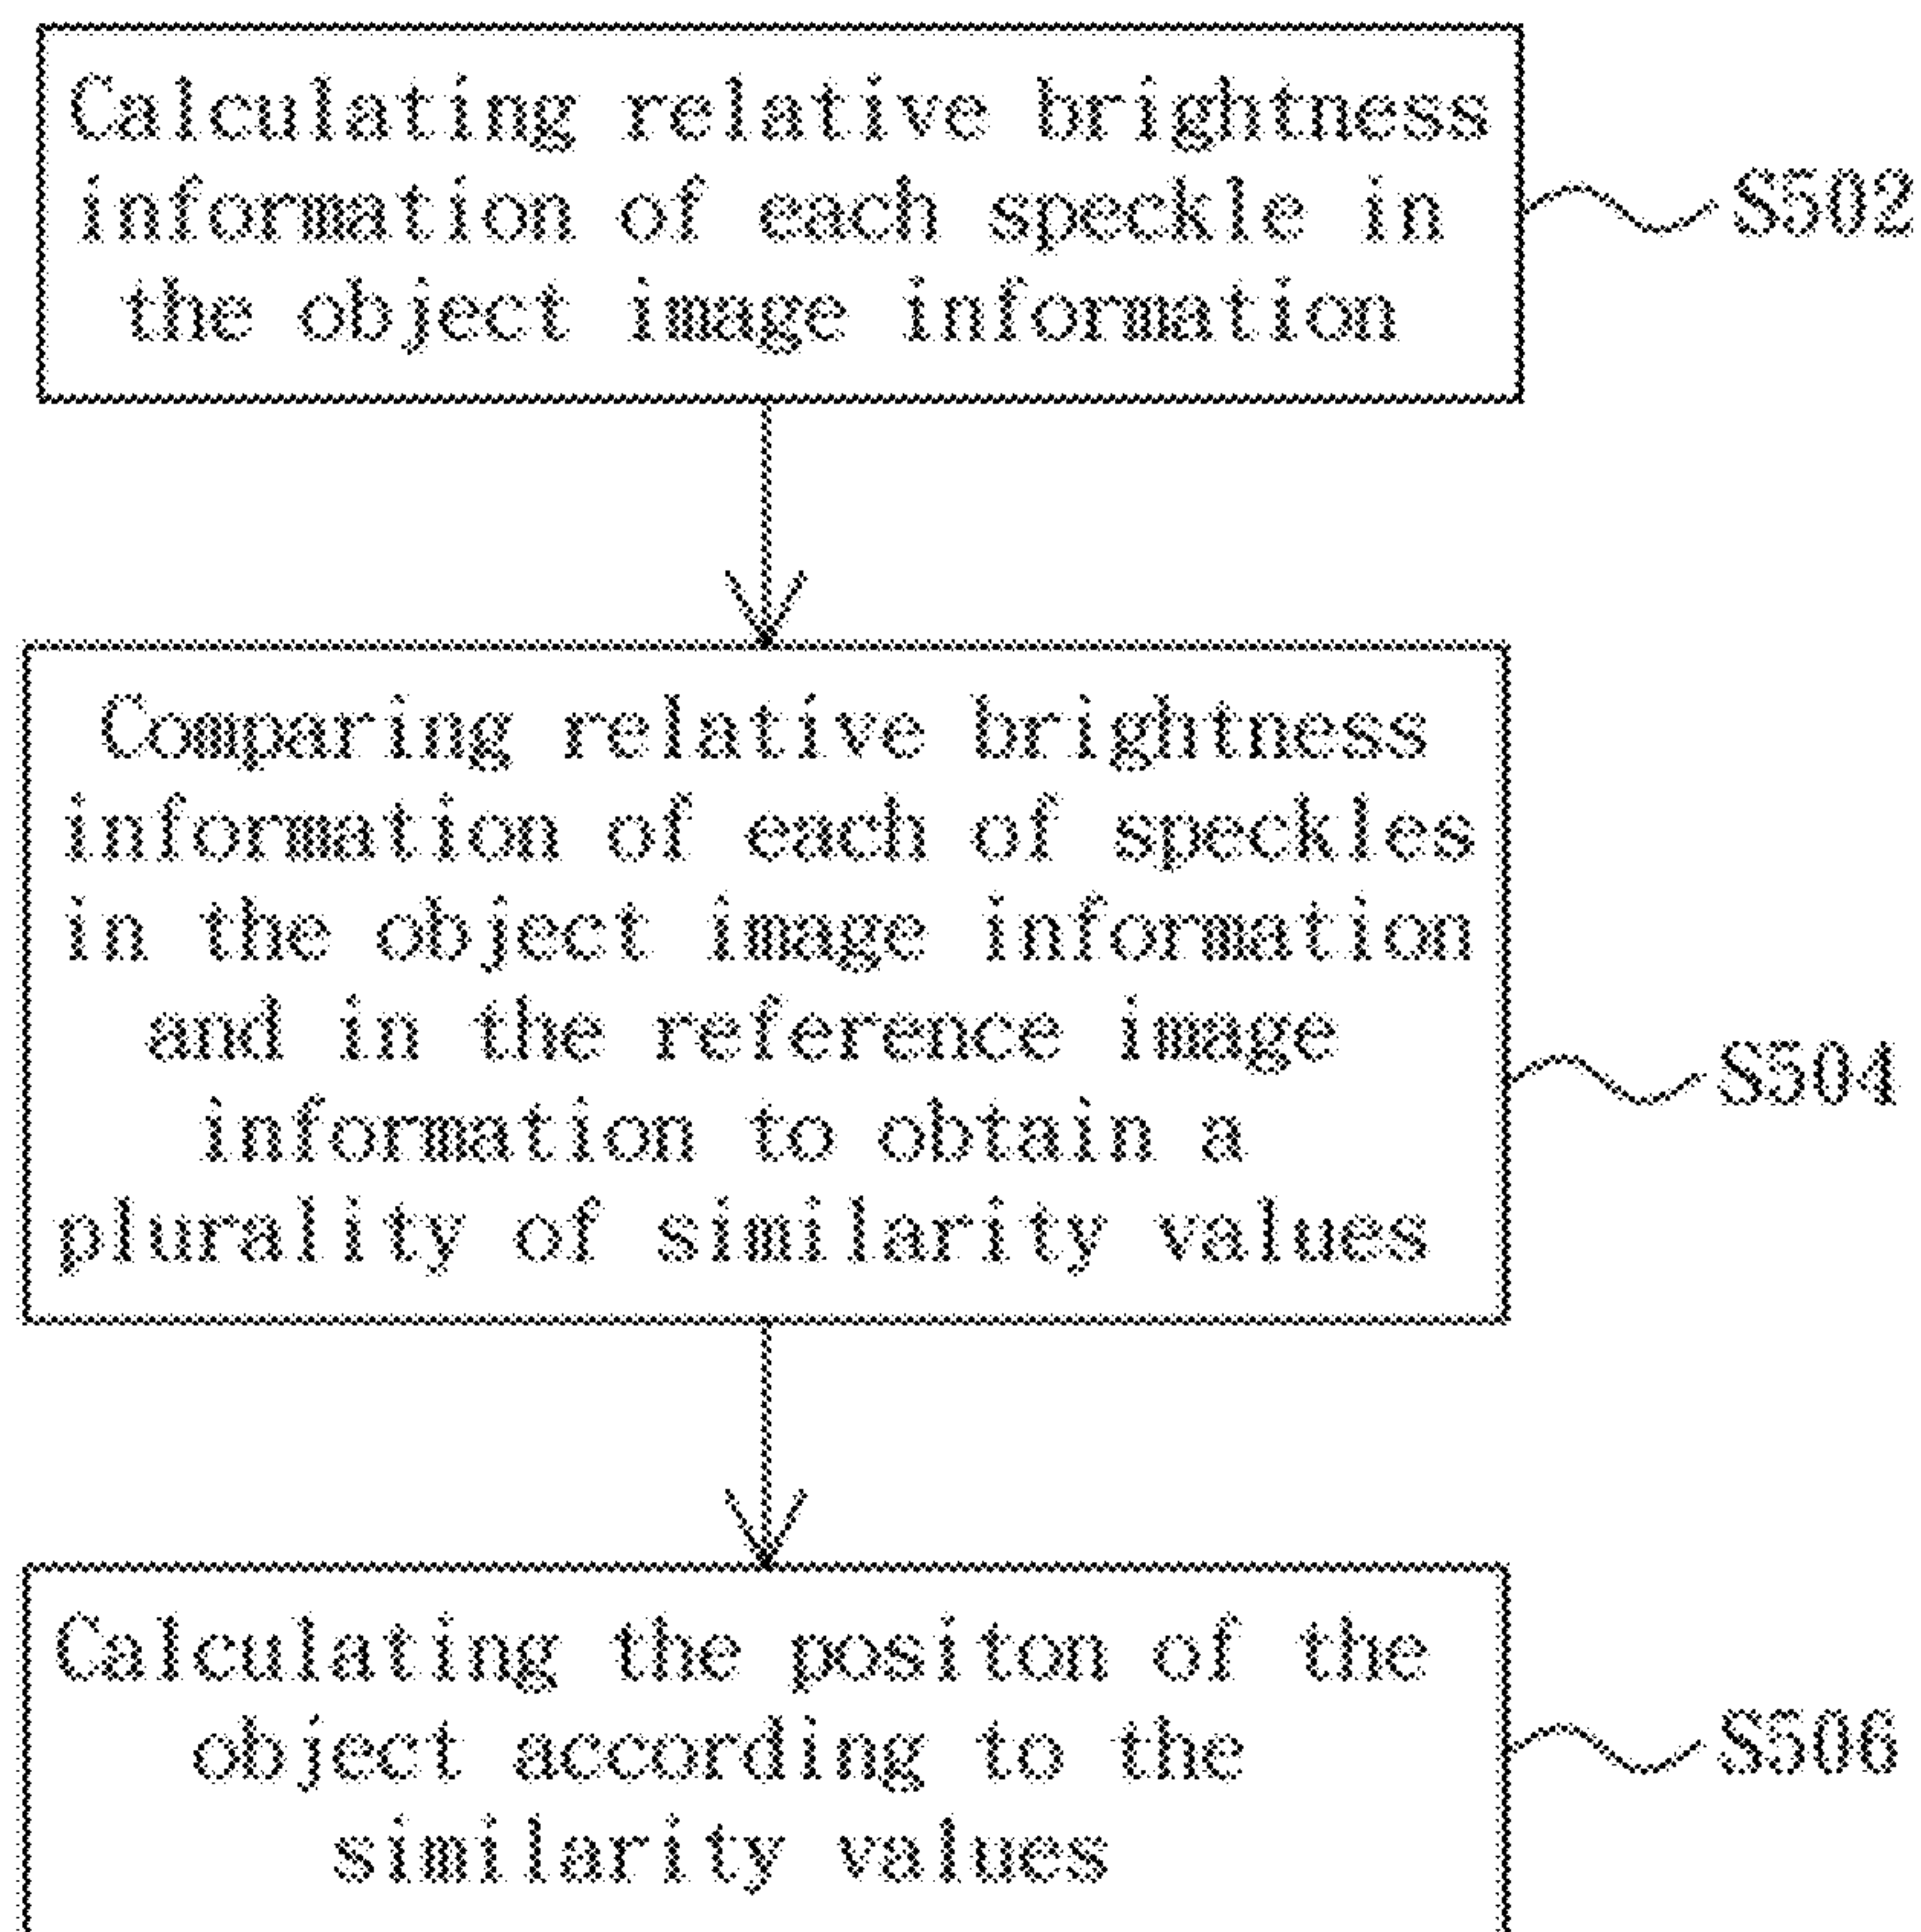 Calculating relative brightness
information of each speckle in
the object image information
S502
Comparing relative brightness
information of each of speckles
in the object image information
and in the reference image
information to obtain a
plurality of similarity values
S504
Calculating the positon of the
object according to the
similarity values
S506